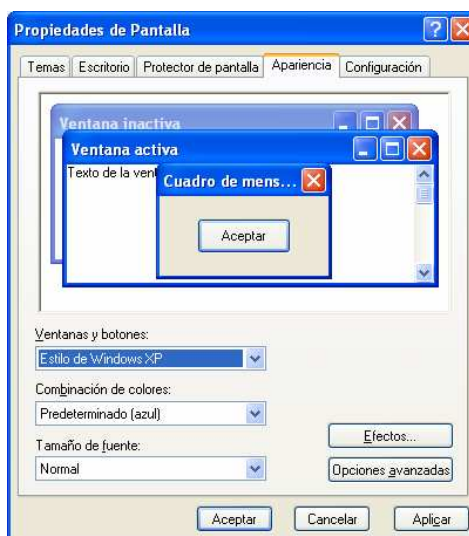 Propiedades de Pantalla
Temas Escritorio Protector de pantalla Apariencia Configuración
Ventana inactiva
Ventana activa
Texto de la vent
Cuadro de mens...
Aceptar
Ventanas y botones:
Estilo de Windows XP
Combinación de colores:
Predeterminado (azul)
Tamaño de fuente:
Normal
Efectos...
Opciones avanzadas
Aceptar Cancelar Aplicar